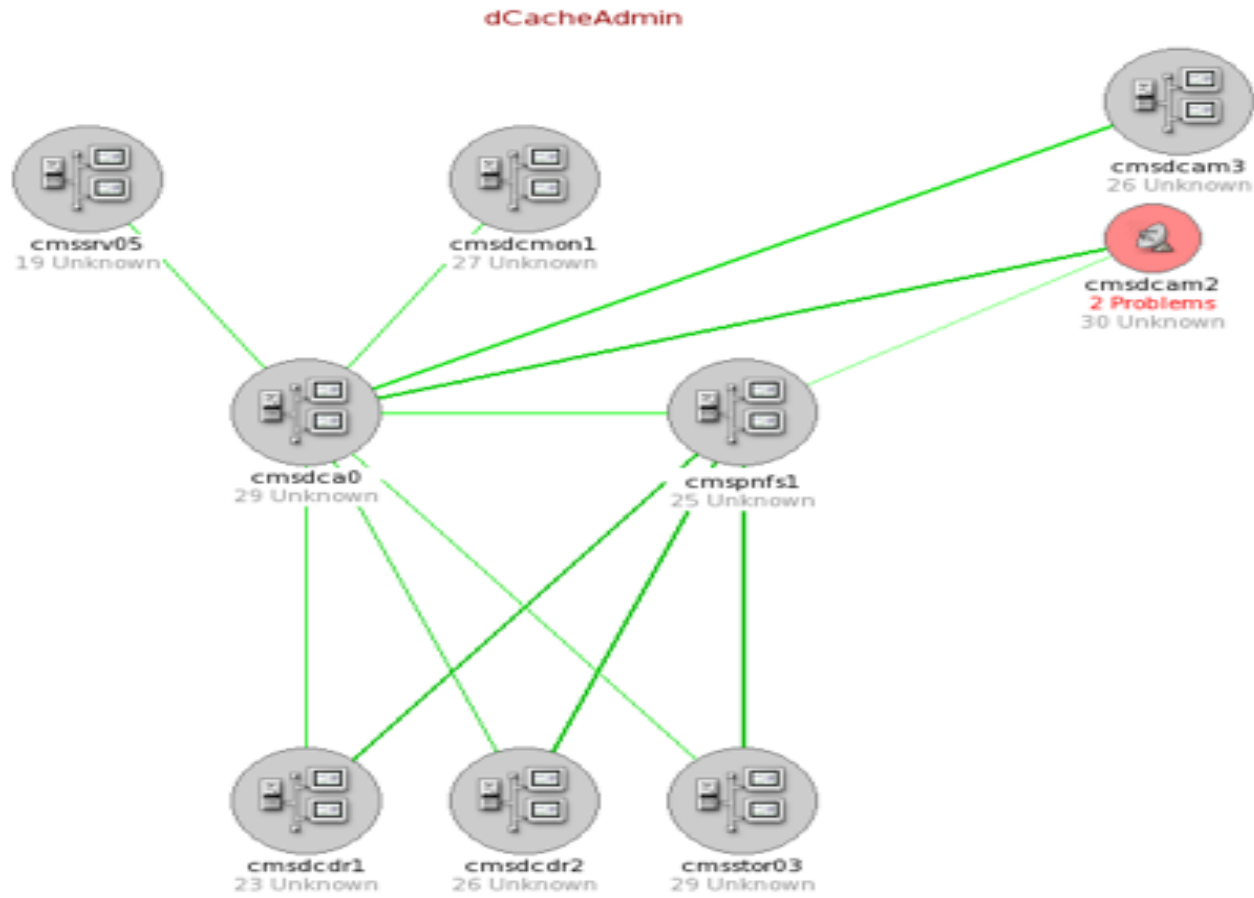 dCacheAdmin
cmsdcam3
26 Unknown
cmssrv05
19 Unknown
cmsdcmon1
27 Unknown
cmsdcam2
2 Problems
30 Unknown
cmsdca0
29 Unknown
cmspnfs1
25 Unknown
cmsdcdr1
23 Unknown
cmsdcdr2
26 Unknown
cmsstor03
29 Unknown